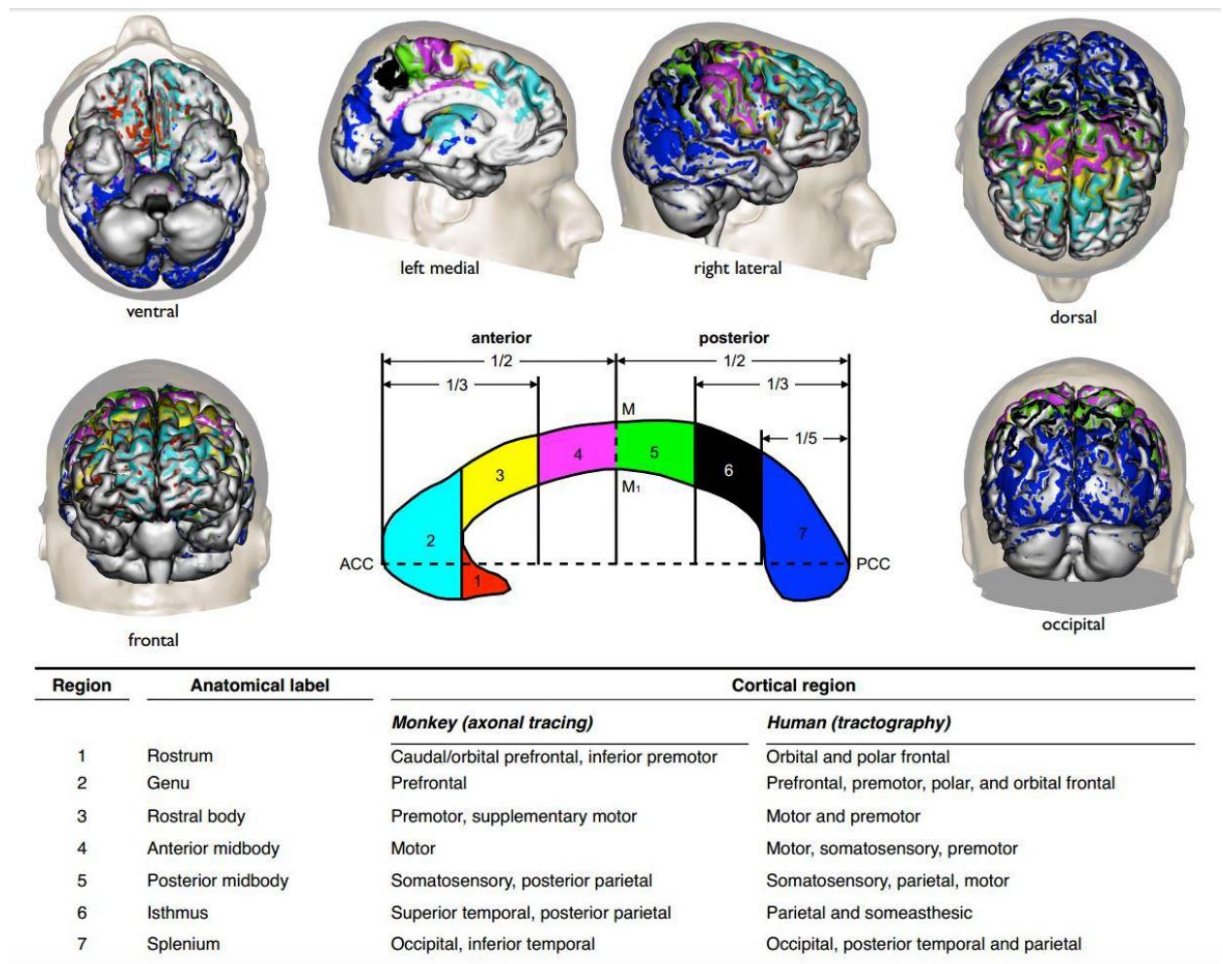 ventral
left medial
right lateral
dorsal
anterior
posterior
1/2
1/2
1/3
1/3
M
1/5
4
5
3
6
M1
2
7
ACC
PCC
1
frontal
occipital
Region Anatomical label Cortical region
Monkey (axonal tracing) Human (tractography)
1 Rostrum Caudal/orbital prefrontal, inferior premotor Orbital and polar frontal
2 Genu Prefrontal Prefrontal, premotor, polar, and orbital frontal
3 Rostral body Premotor, supplementary motor Motor and premotor
4 Anterior midbody Motor Motor, somatosensory, premotor
5 Posterior midbody Somatosensory, posterior parietal Somatosensory, parietal, motor
6 Isthmus Superior temporal, posterior parietal Parietal and someasthesic
7 Splenium Occipital, inferior temporal Occipital, posterior temporal and parietal